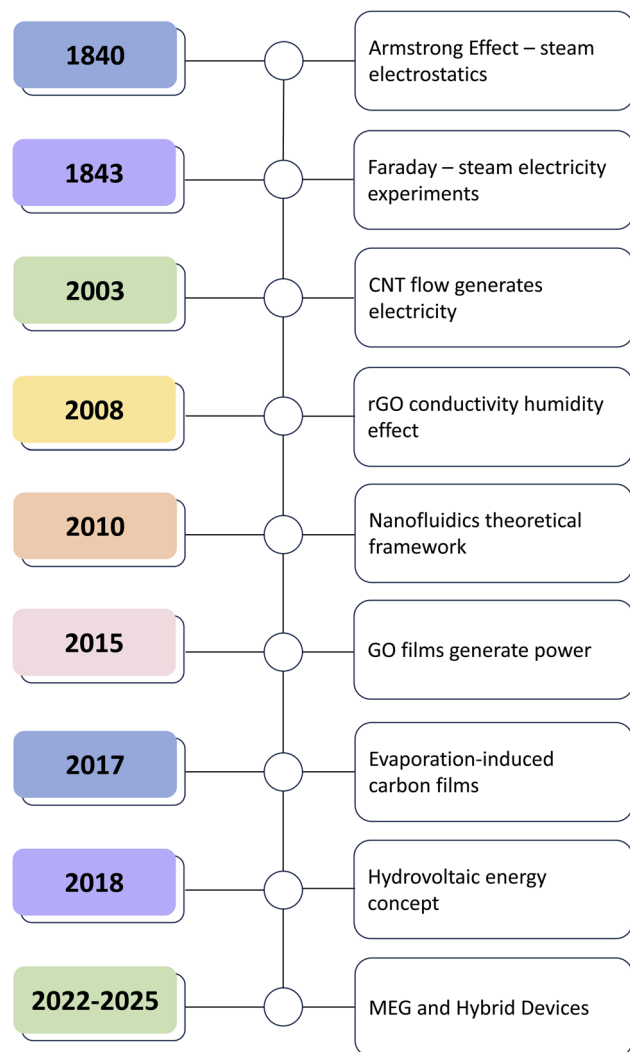 1840
Armstrong Effect – steam
electrostatics
1843
Faraday – steam electricity
experiments
2003
CNT flow generates
electricity
2008
rGO conductivity humidity
effect
2010
Nanofluidics theoretical
framework
2015
GO films generate power
2017
Evaporation-induced
carbon films
2018
Hydrovoltaic energy
concept
2022-2025
MEG and Hybrid Devices